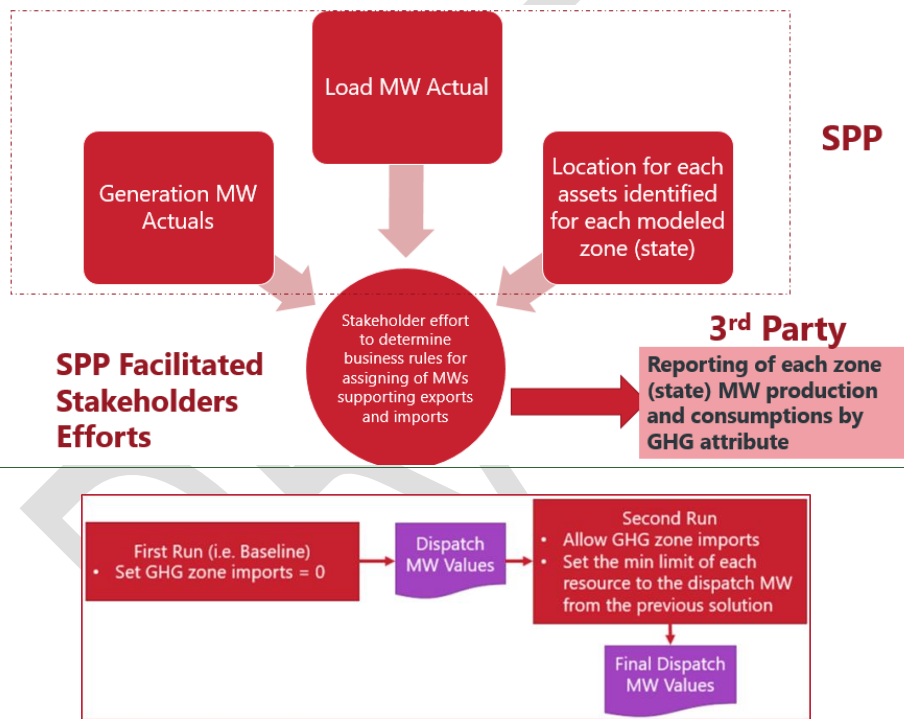 Load MW Actual
SPP
Generation MW
Actuals
Location for each
assets identified
for each modeled
zone (state)
Stakeholder effort
to determine
business rules for
assigning of MWs
supporting exports
and imports
SPP Facilitated
Stakeholders
Efforts
3rd Party
Reporting of each zone
(state) MW production
and consumptions by
GHG attribute
First Run (i.e. Baseline)
• Set GHG zone imports = 0
Dispatch
MW Values
Second Run
• Allow GHG zone imports
• Set the min limit of each
resource to the dispatch MW
from the previous solution
Final Dispatch
MW Values